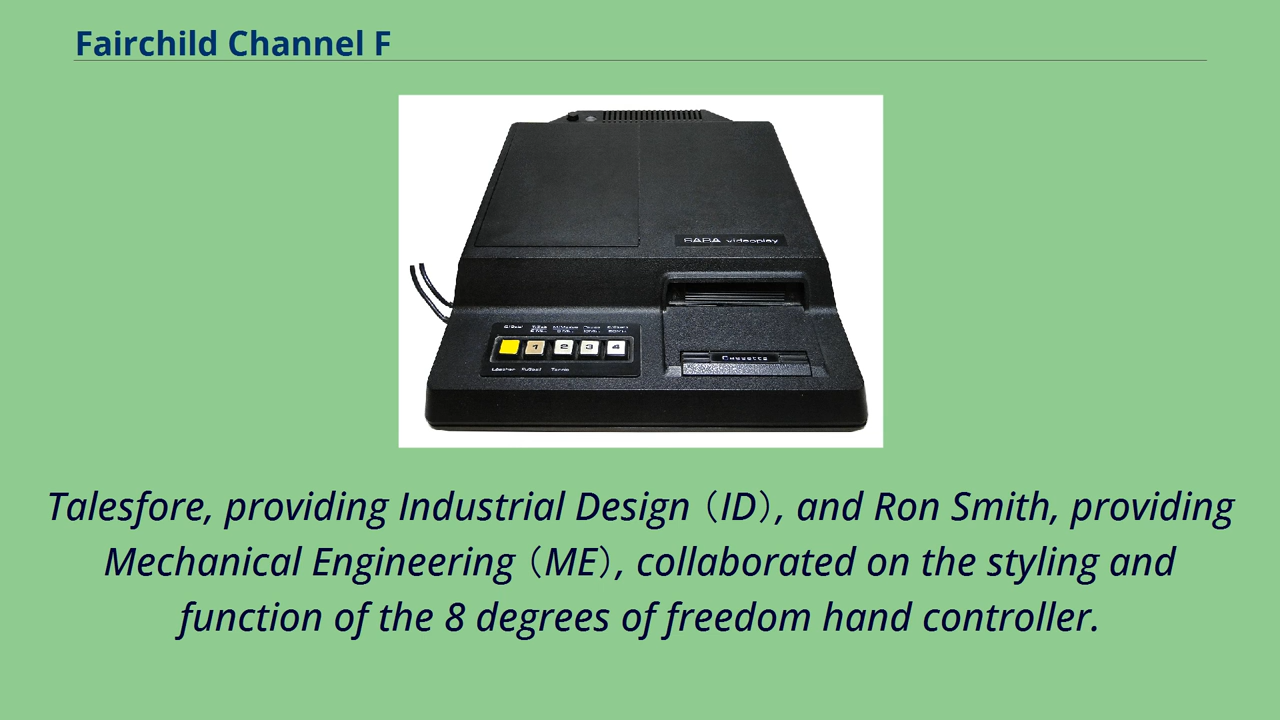 Fairchild Channel F
SABA videoplay
1 2 3 4
Cassette
Talesfore, providing Industrial Design（ID）, and Ron Smith, providing
Mechanical Engineering（ME）, collaborated on the styling and
function of the 8 degrees of freedom hand controller.